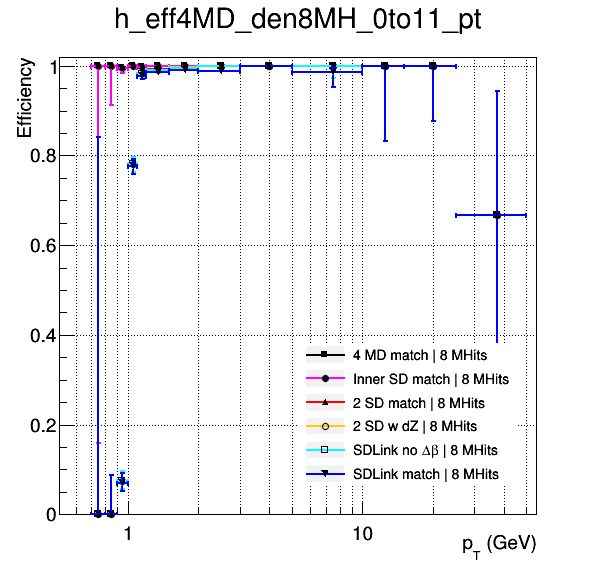 h_eff4MD_den8MH_0to11_pt
Efficiency
1
0.8
0.6
0.4
0.2
0
4 MD match | 8 MHits
Inner SD match | 8 MHits
2 SD match | 8 MHits
2 SD w dZ | 8 MHits
SDLink no Δβ | 8 MHits
SDLink match | 8 MHits
1 10
p_T (GeV)